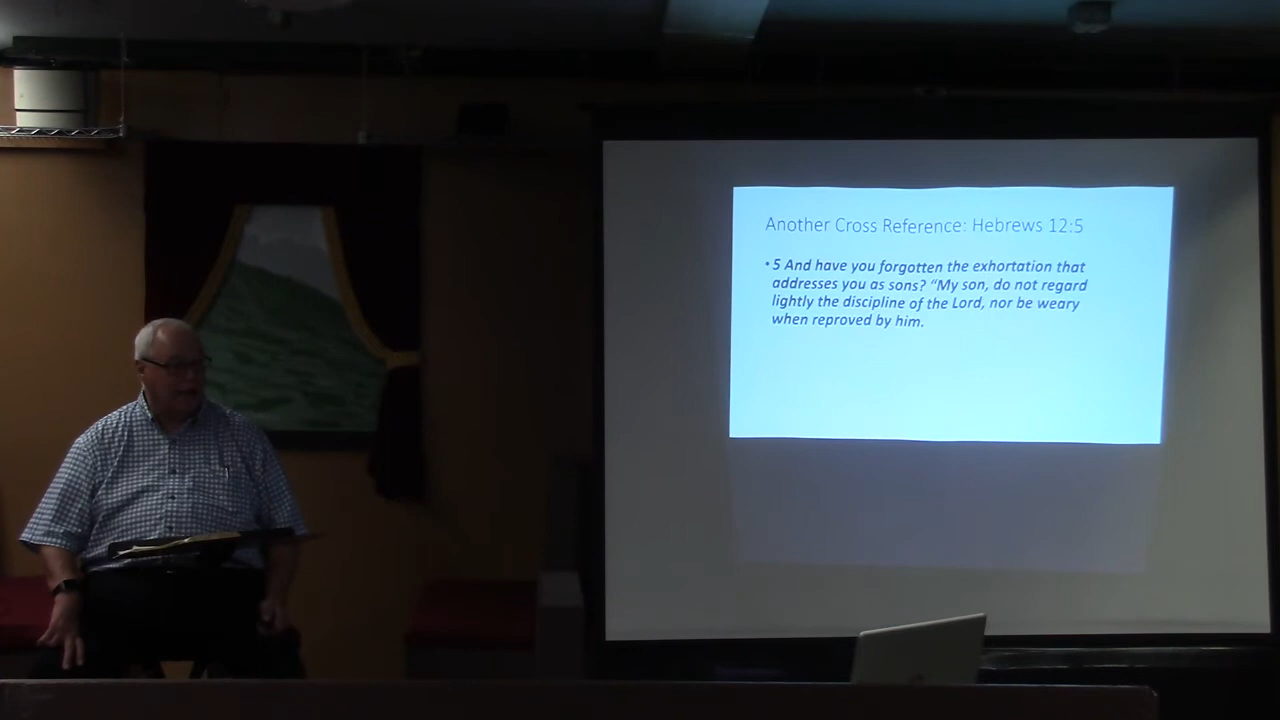 Another Cross Reference: Hebrews 12:5
• 5 And have you forgotten the exhortation that
addresses you as sons? “My son, do not regard
lightly the discipline of the Lord, nor be weary
when reproved by him.